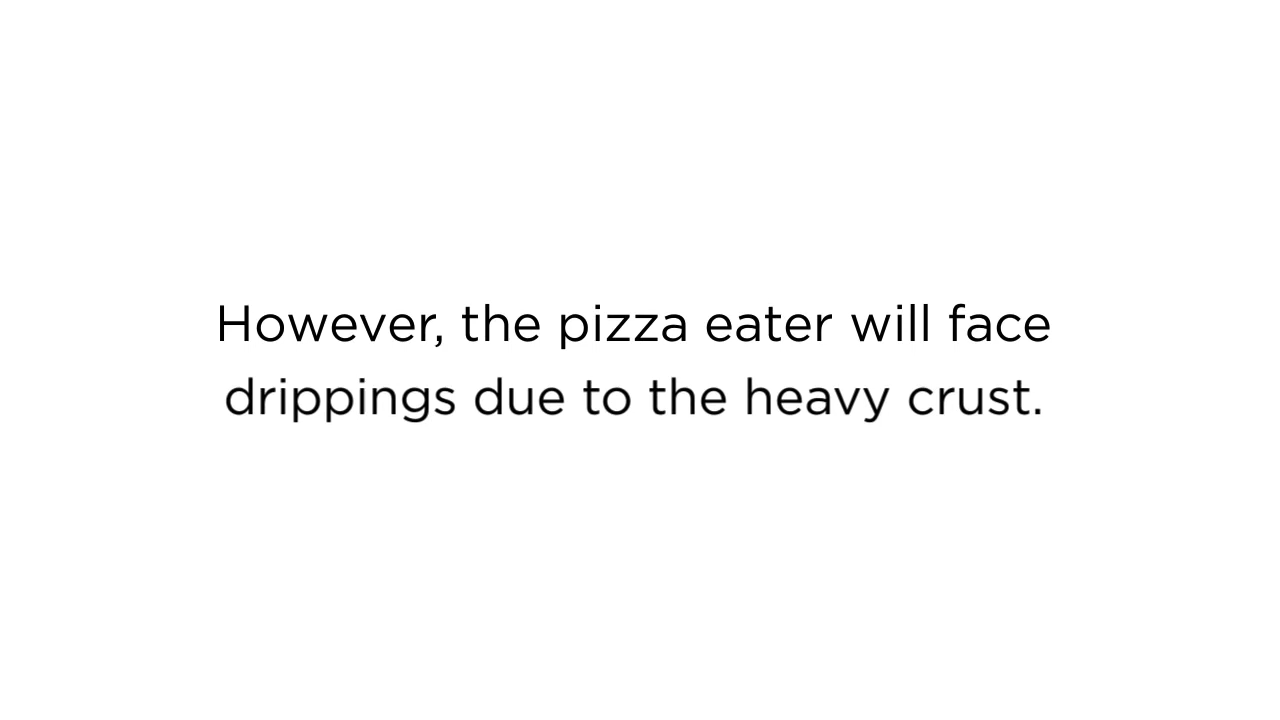 However, the pizza eater will face
drippings due to the heavy crust.